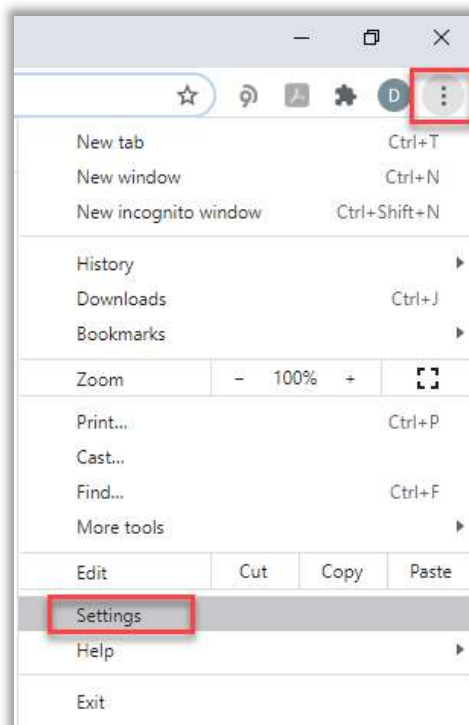 D
New tab Ctrl+T
New window Ctrl+N
New incognito window Ctrl+Shift+N
History
Downloads Ctrl+J
Bookmarks
Zoom - 100% +
Print... Ctrl+P
Cast...
Find... Ctrl+F
More tools
Edit Cut Copy Paste
Settings
Help
Exit